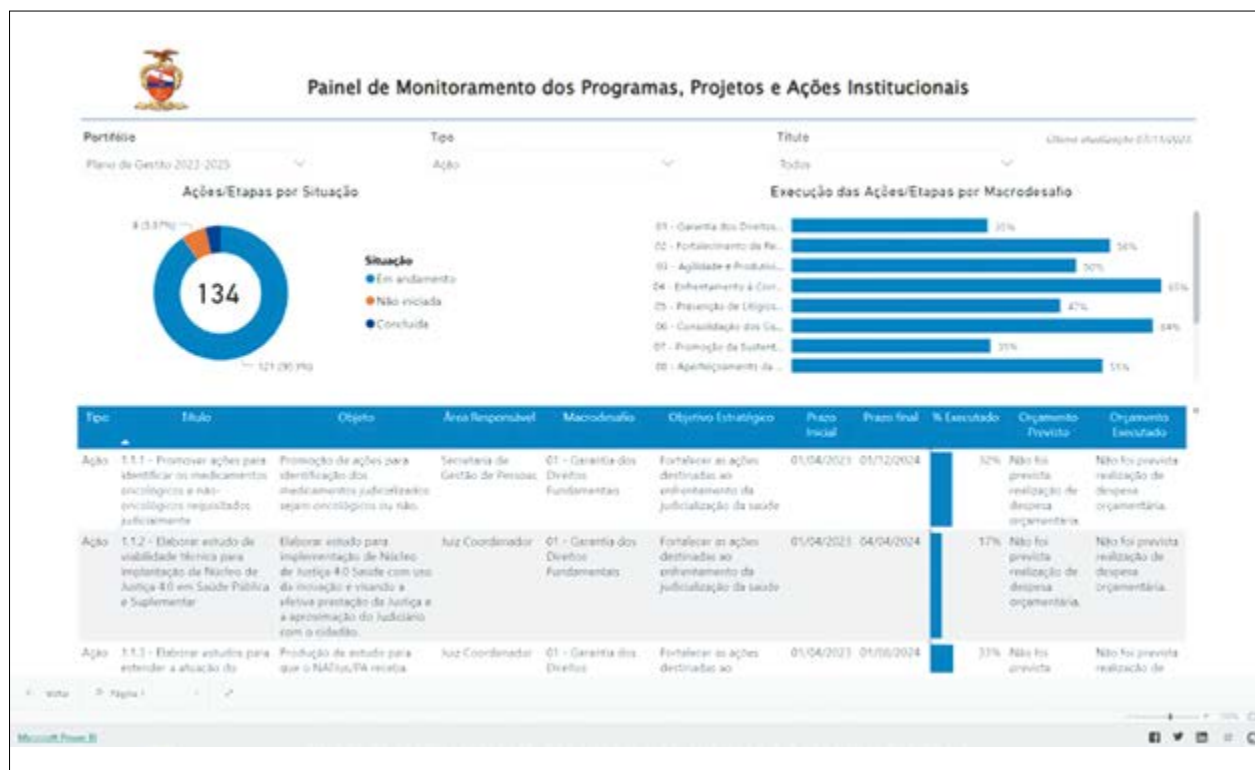 Painel de Monitoramento dos Programas, Projetos e Ações Institucionais
Portfólio
Tipo
Título
Última atualização
Plano de Gestão 2023-2025
Ação
Todos
Ações/Etapas por Situação
Execução das Ações/Etapas por Macrodesafio
134
Situação
Em andamento
Não iniciada
Concluída
01 - Garantia dos Direitos...
35%
02 - Fortalecimento da Re...
56%
03 - Agilidade e Produtivi...
50%
04 - Enfrentamento à Corr...
05 - Prevenção de Litígios...
47%
06 - Consolidação dos
64%
07 - Promoção da Sustent...
35%
08 - Aperfeiçoamento da ...
55%
Tipo Título Objeto Área Responsável Macrodesafio Objetivo Estratégico Prazo Inicial Prazo final % Executado Orçamento Previsto Orçamento Executado
Ação 1.1.1 - Promover ações para Promoção de ações para Secretaria de 01 - Garantia dos Fortalecer as ações 01/04/2023 01/12/2024 32% Não foi Não foi prevista
identificar os medicamentos identificação dos Gestão de Pessoas Direitos destinadas ao prevista realização de
oncológicos e não- medicamentos judicializados Fundamentais enfrentamento da realização de despesa
oncológicos requisitados sejam oncológicos ou não. judicialização da saúde despesa orçamentária.
judicialmente orçamentária.
Ação 1.1.2 - Elaborar estudo de Elaborar estudo para Juiz Coordenador 01 - Garantia dos Fortalecer as ações 01/04/2023 04/04/2024 17% Não foi Não foi prevista
viabilidade técnica para implementação de Núcleo Direitos destinadas ao prevista realização de
implantação da Núcleo de de Justiça 4.0 Saúde com uso Fundamentais enfrentamento da realização de despesa
Justiça 4.0 em Saúde Pública da inovação e visando a judicialização da saúde despesa orçamentária.
e Suplementar efetiva prestação da Justiça e orçamentária.
a aproximação do Judiciário
com o cidadão.
Ação 1.1.3 - Elaborar estudos para Produção de estudo para Juiz Coordenador 01 - Garantia dos Fortalecer as ações 01/04/2023 01/08/2024 33% Não foi Não foi prevista
estender a atuação do que o NATJus/PA receba Direitos destinadas ao prevista realização de
Voltar
Página 1
Microsoft Power BI